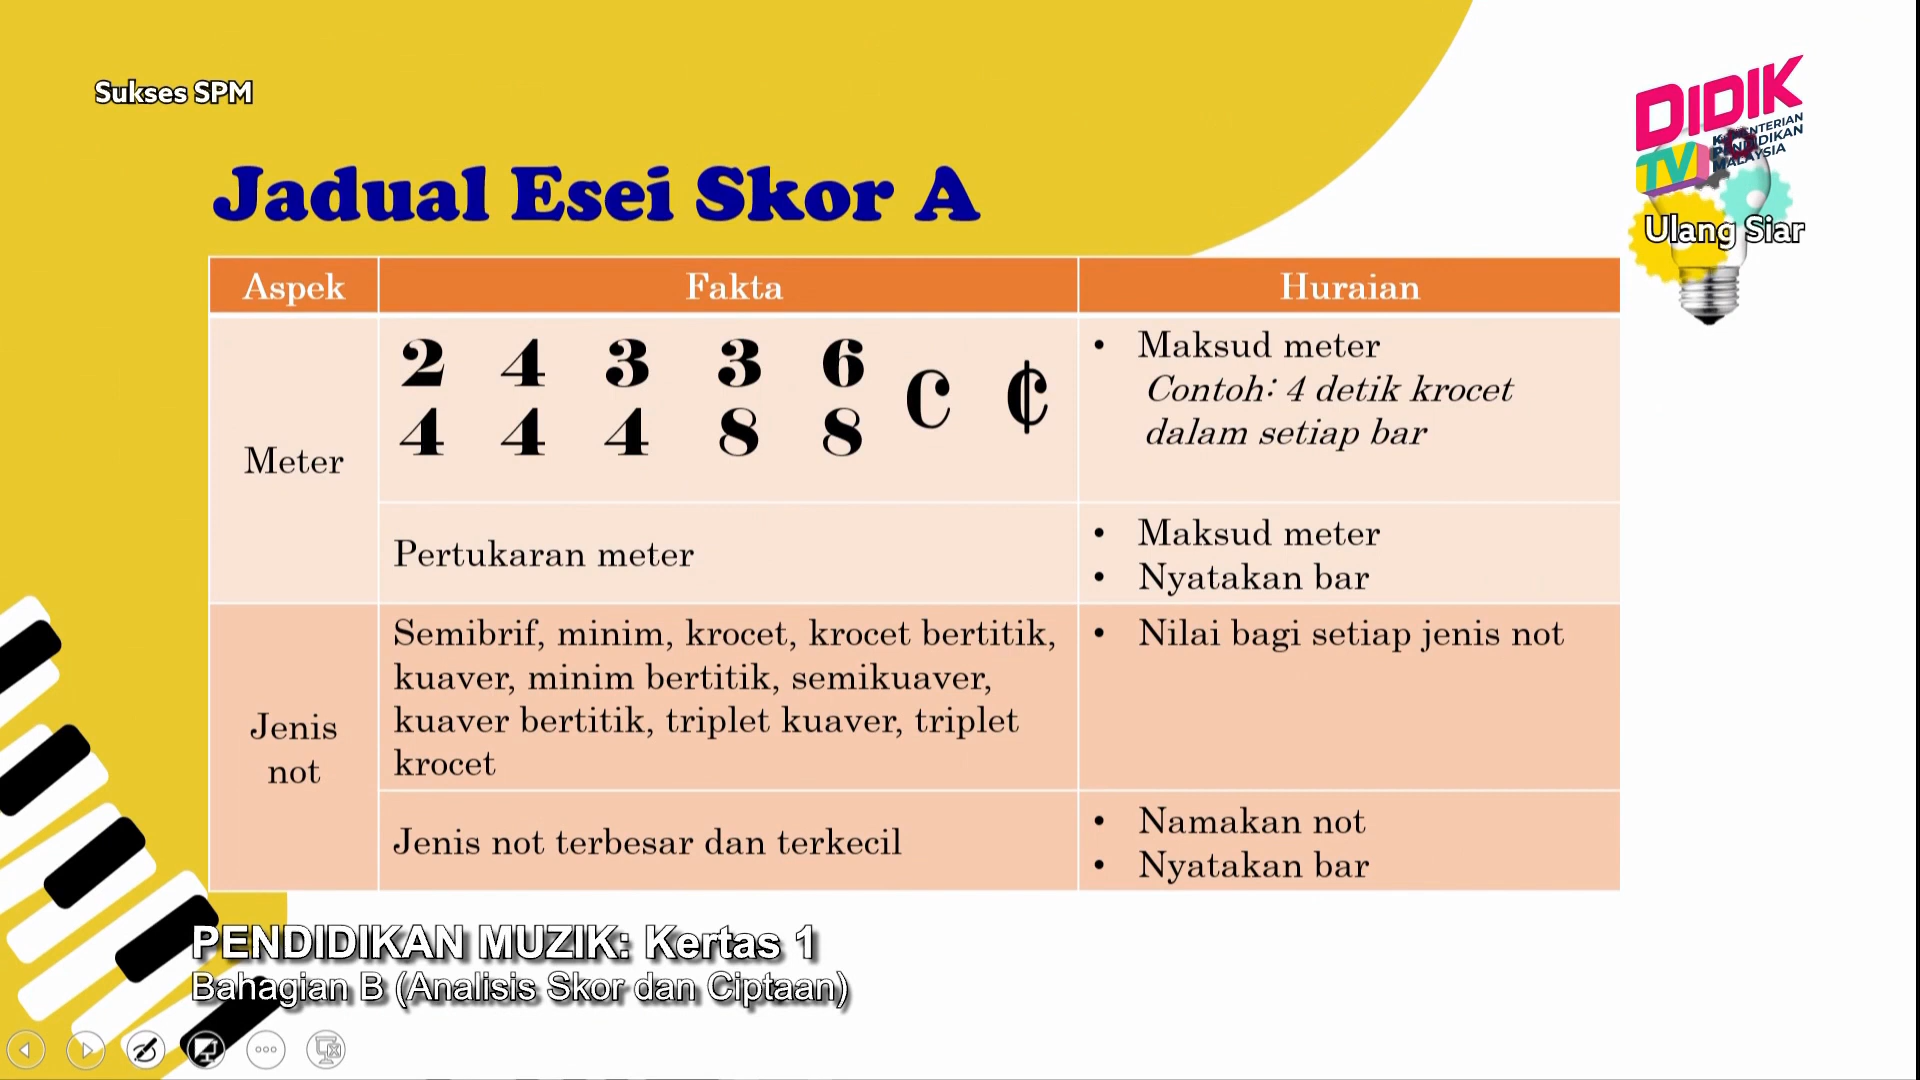 Sukses SPM
DIDIK
TV
KEMENTERIAN
PENDIDIKAN
MALAYSIA
Ulang Siar
Jadual Esei Skor A
Aspek Fakta Huraian
Meter
2 4 3 3 6 C ¢
4 4 4 8 8
• Maksud meter
Contoh: 4 detik krocet
dalam setiap bar
Pertukaran meter
• Maksud meter
• Nyatakan bar
Jenis
not
Semibrif, minim, krocet, krocet bertitik,
kuaver, minim bertitik, semikuaver,
kuaver bertitik, triplet kuaver, triplet
krocet
• Nilai bagi setiap jenis not
Jenis not terbesar dan terkecil
• Namakan not
• Nyatakan bar
PENDIDIKAN MUZIK: Kertas 1
Bahagian B (Analisis Skor dan Ciptaan)